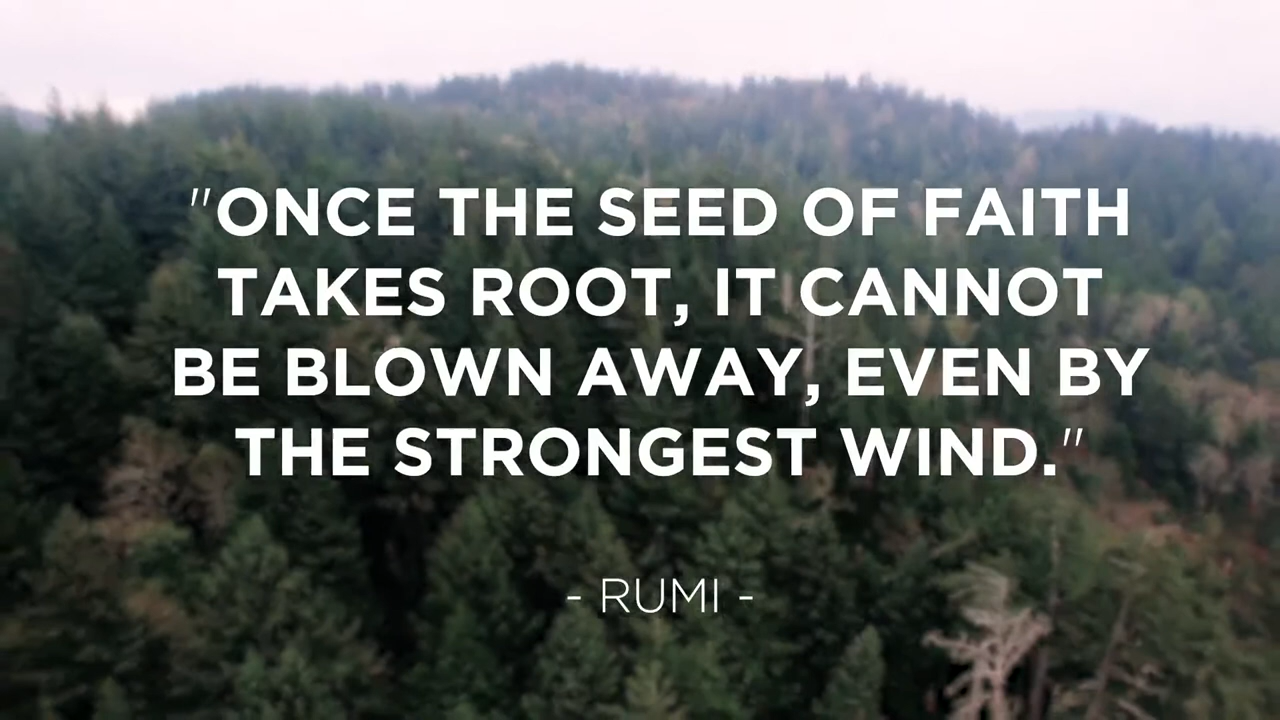 "ONCE THE SEED OF FAITH
TAKES ROOT, IT CANNOT
BE BLOWN AWAY, EVEN BY
THE STRONGEST WIND."
- RUMI -